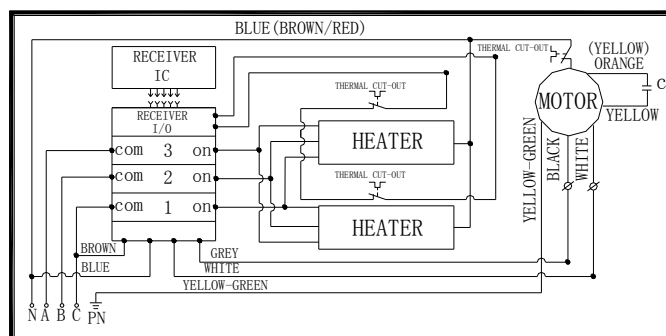 BLUE(BROWN/RED)
THERMAL CUT-OUT
(YELLOW)
ORANGE
RECEIVER
IC
THERMAL CUT-OUT
C
MOTOR
YELLOW
RECEIVER
I/O
HEATER
com 3 on
com 2 on
THERMAL CUT-OUT
com 1 on
HEATER
YELLOW-GREEN
BLACK
WHITE
BROWN
GREY
BLUE
WHITE
YELLOW-GREEN
N A B C PN